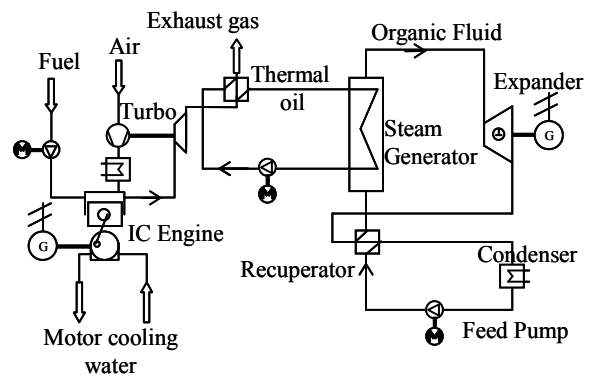 Exhaust gas
Air
Organic Fluid
Fuel
Thermal
oil
Expander
Turbo
M
G
Steam
Generator
IC Engine
G
M
Recuperator
Condenser
Motor cooling
water
M
Feed Pump